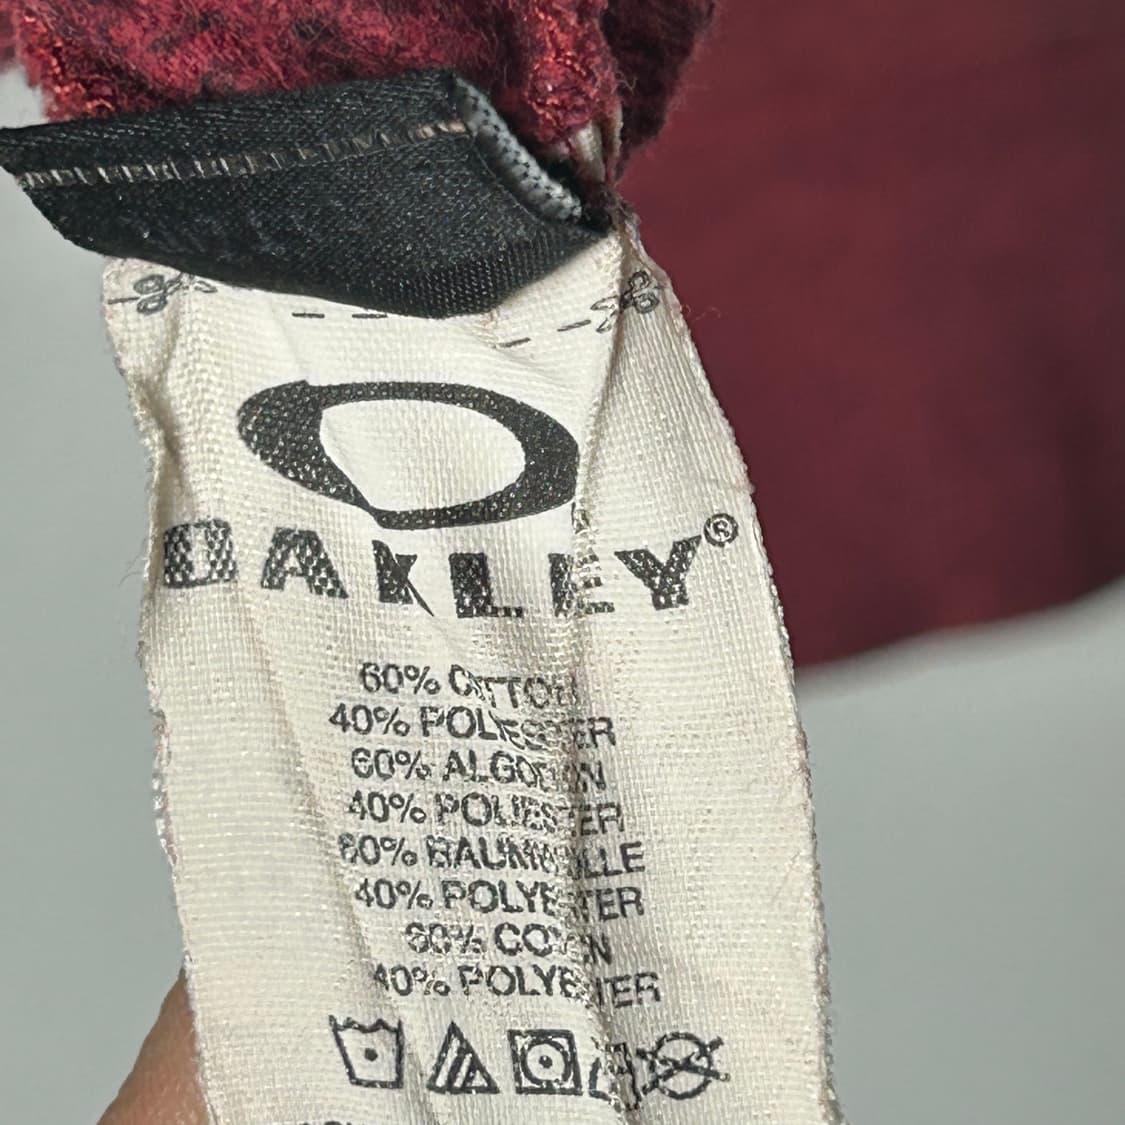 OAKLEY®
60% COTTON
40% POLYESTER
60% ALGODON
40% POLIESTER
60% BAUMWOLLE
40% POLYESTER
60% COTON
40% POLYESTER